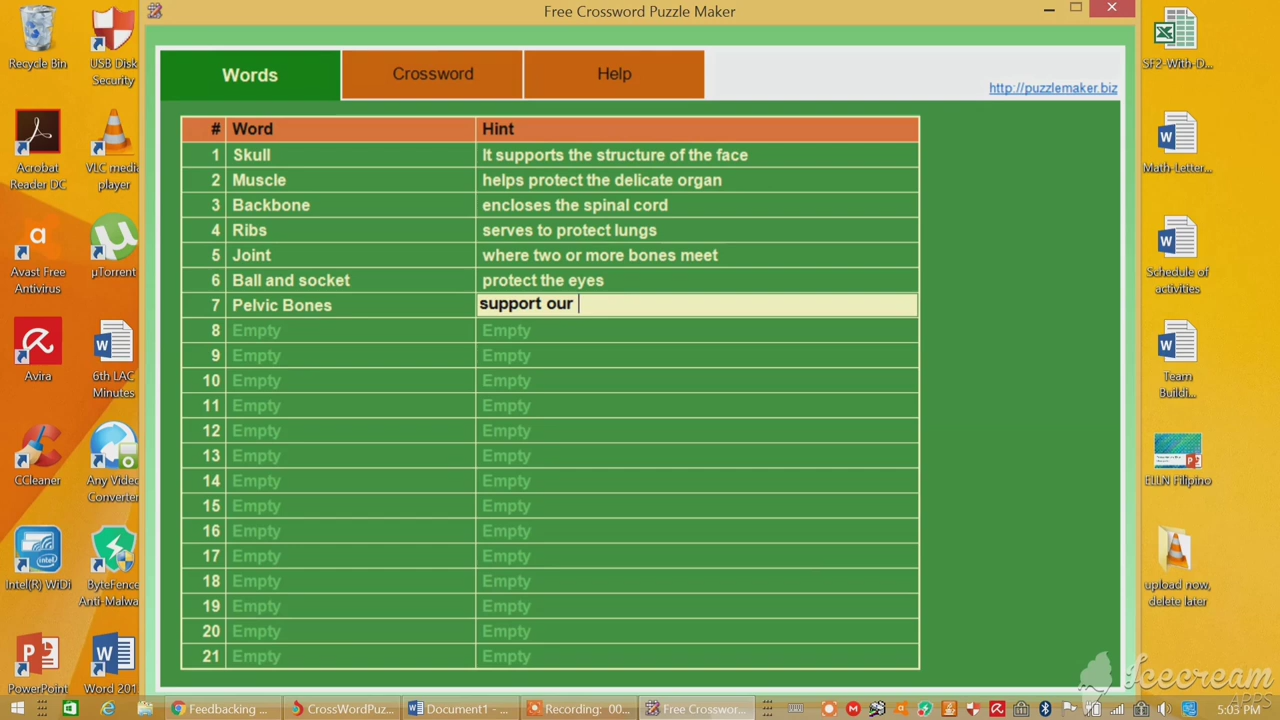 Free Crossword Puzzle Maker
Recycle Bin
USB Disk
Security
SF2-With-D...
Words
Crossword
Help
http://puzzlemaker.biz
# Word Hint
1 Skull It supports the structure of the face
2 Muscle helps protect the delicate organ
3 Backbone encloses the spinal cord
4 Ribs serves to protect lungs
5 Joint where two or more bones meet
6 Ball and socket protect the eyes
7 Pelvic Bones support our
8 Empty Empty
9 Empty Empty
10 Empty Empty
11 Empty Empty
12 Empty Empty
13 Empty Empty
14 Empty Empty
15 Empty Empty
16 Empty Empty
17 Empty Empty
18 Empty Empty
19 Empty Empty
20 Empty Empty
21 Empty Empty
Acrobat
Reader DC
VLC media
player
Math-Letter...
Avast Free
Antivirus
µTorrent
Schedule of
activities
Avira
6th LAC
Minutes
Team
Buildi...
CCleaner
Any Video
Converter
ELLN Filipino
Intel(R) WiDi
ByteFence
Anti-Malwa
upload now,
delete later
PowerPoint
Word 201
Icecream
APPS
Feedbacking ...
CrossWordPuz...
Document1 - ...
Recording: 00...
Free Crosswor...
5:03 PM